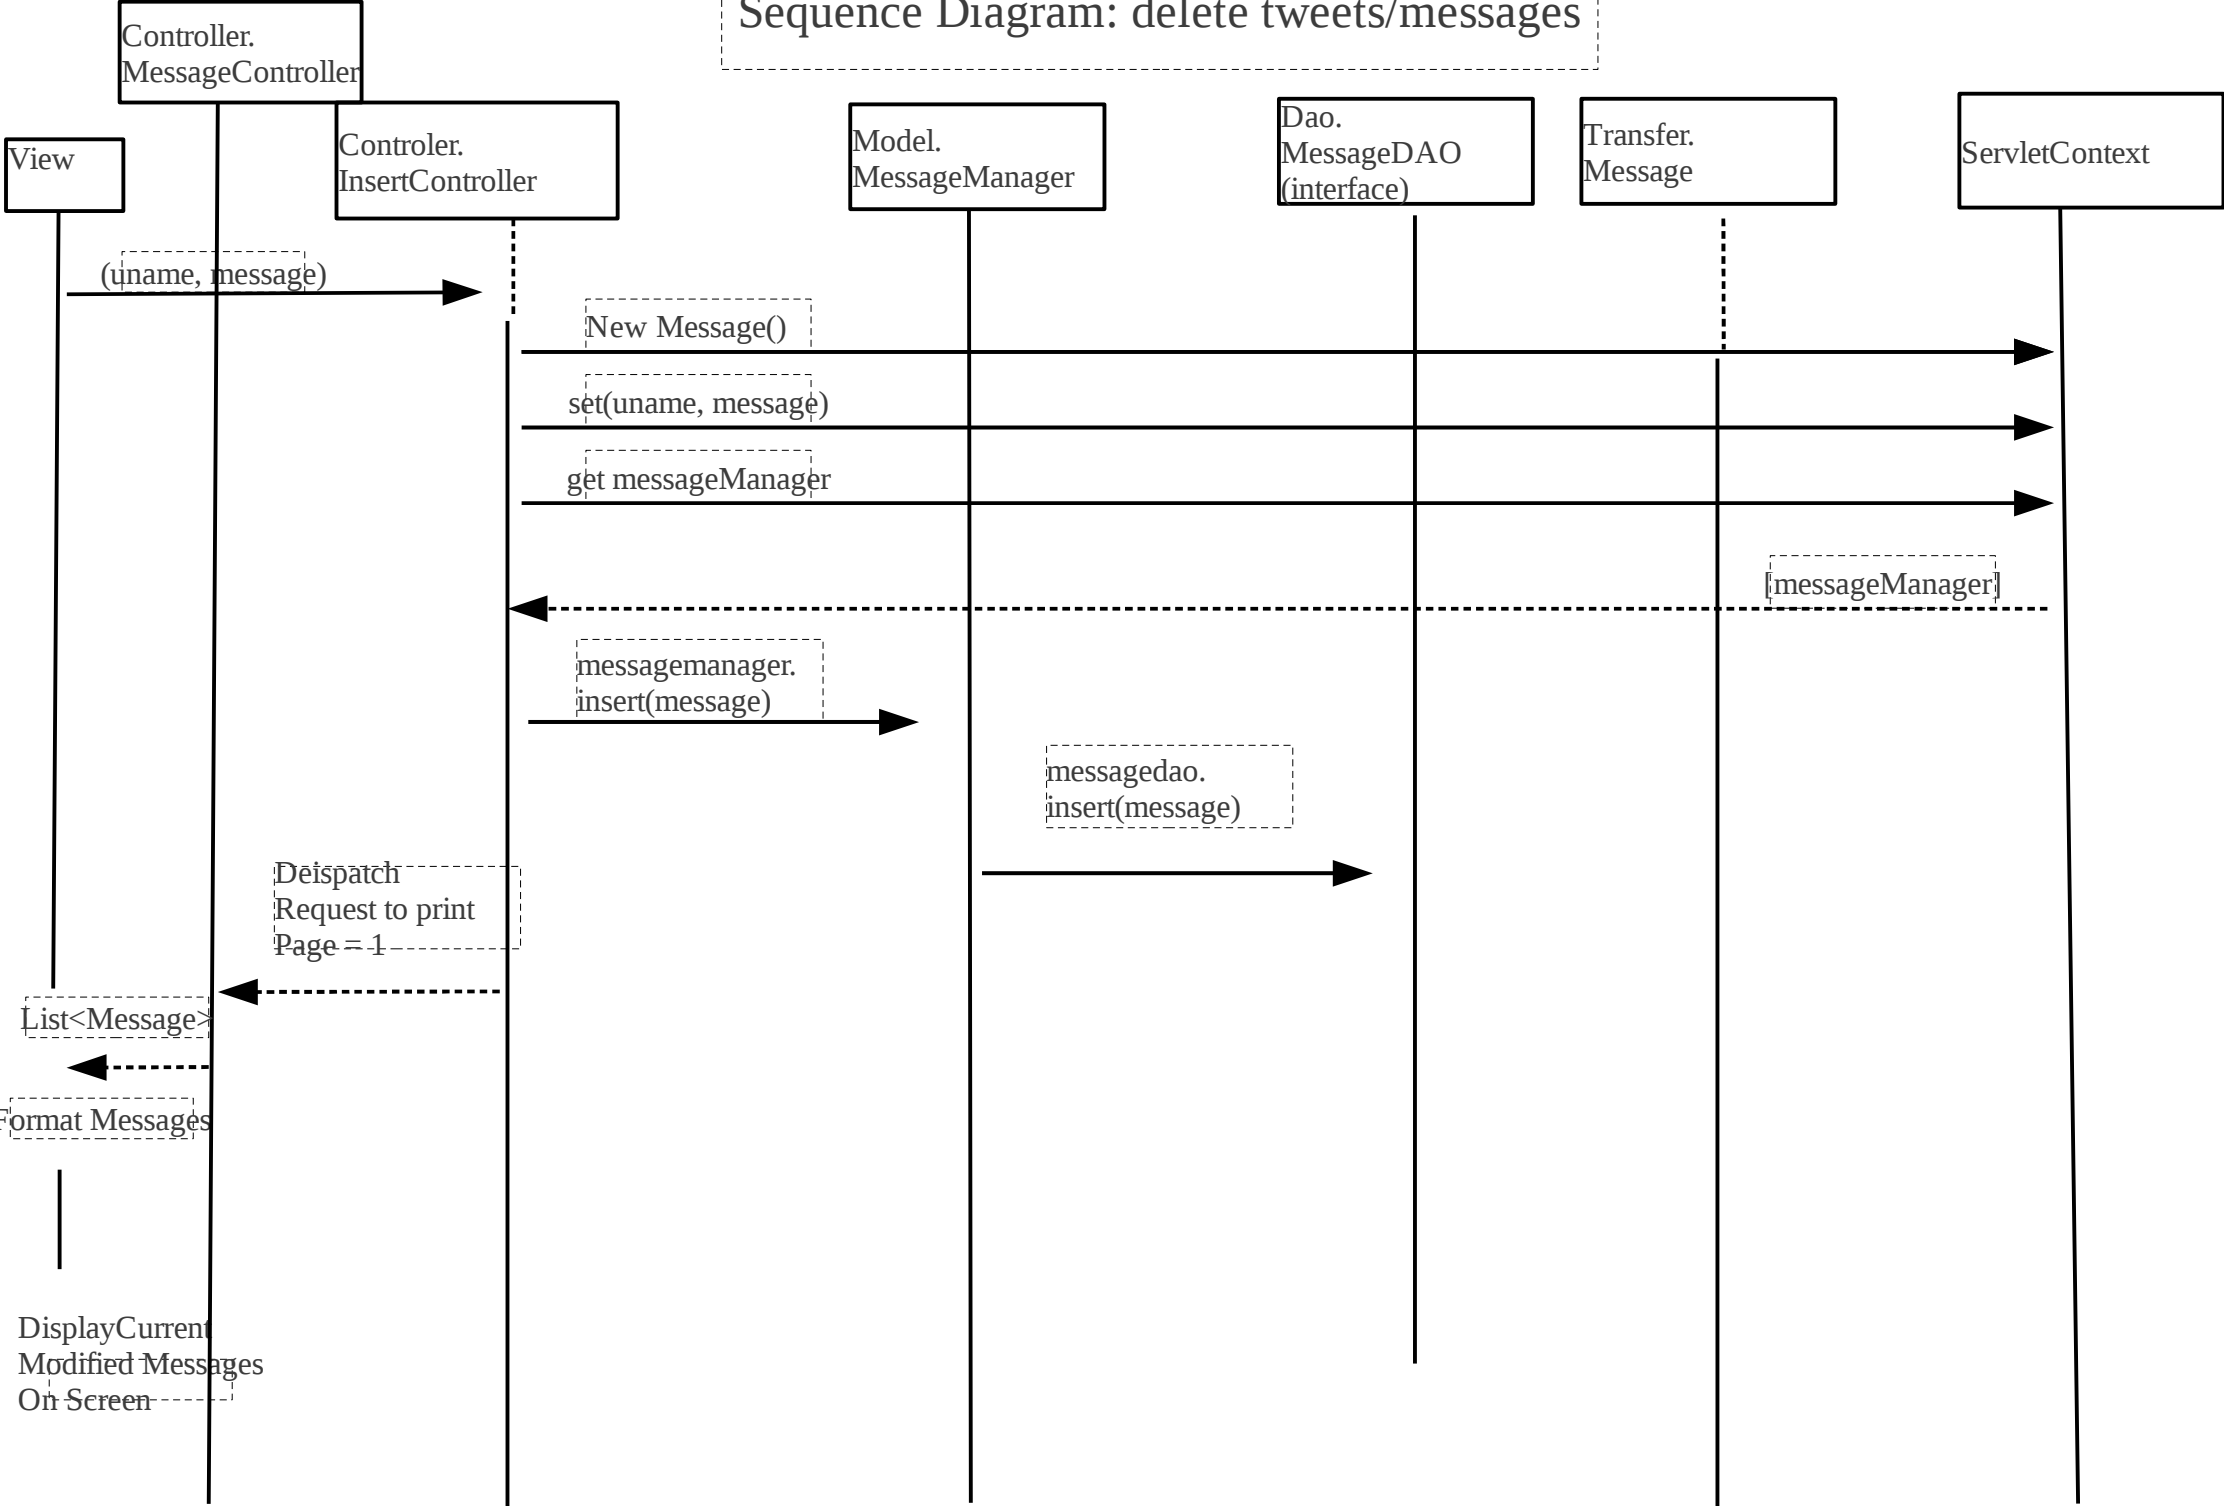 Sequence Diagram: delete tweets/messages
Controller.
MessageController
View
Controler.
InsertController
Model.
MessageManager
Dao.
MessageDAO
(interface)
Transfer.
Message
ServletContext
(uname, message)
New Message()
set(uname, message)
get messageManager
[messageManager]
messagemanager.
insert(message)
messagedao.
insert(message)
Deispatch
Request to print
Page = 1
List<Message>
Format Messages
DisplayCurrent
Modified Messages
On Screen